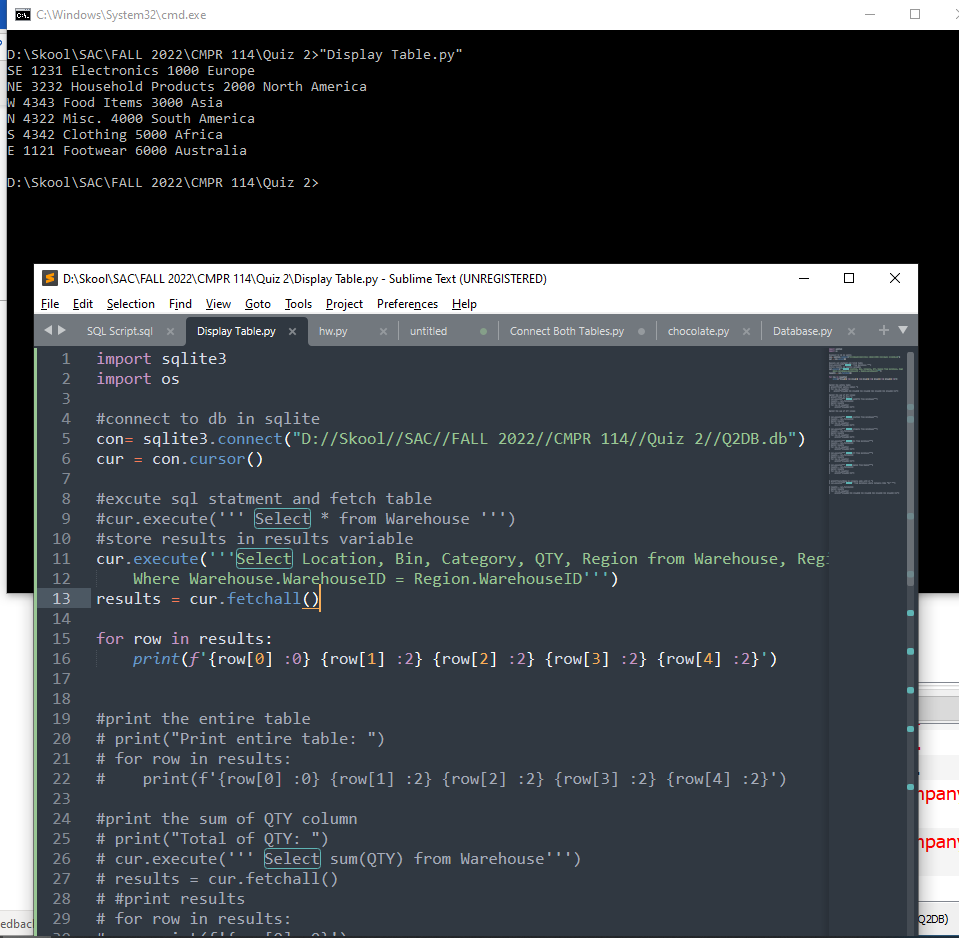 C:\Windows\System32\cmd.exe
D:\Skool\SAC\FALL 2022\CMPR 114\Quiz 2>"Display Table.py"
SE 1231 Electronics 1000 Europe
NE 3232 Household Products 2000 North America
W 4343 Food Items 3000 Asia
N 4322 Misc. 4000 South America
S 4342 Clothing 5000 Africa
E 1121 Footwear 6000 Australia
D:\Skool\SAC\FALL 2022\CMPR 114\Quiz 2>
D:\Skool\SAC\FALL 2022\CMPR 114\Quiz 2\Display Table.py - Sublime Text (UNREGISTERED)
File Edit Selection Find View Goto Tools Project Preferences Help
SQL Script.sql Display Table.py hw.py untitled Connect Both Tables.py chocolate.py Database.py
1 import sqlite3
2 import os
3
4 #connect to db in sqlite
5 con= sqlite3.connect("D://Skool//SAC//FALL 2022//CMPR 114//Quiz 2//Q2DB.db")
6 cur = con.cursor()
7
8 #excute sql statment and fetch table
9 #cur.execute(''' Select * from Warehouse ''')
10 #store results in results variable
11 cur.execute('''Select Location, Bin, Category, QTY, Region from Warehouse, Regi
12 Where Warehouse.WarehouseID = Region.WarehouseID''')
13 results = cur.fetchall()
14
15 for row in results:
16 print(f'{row[0] :0} {row[1] :2} {row[2] :2} {row[3] :2} {row[4] :2}')
17
18
19 #print the entire table
20 # print("Print entire table: ")
21 # for row in results:
22 # print(f'{row[0] :0} {row[1] :2} {row[2] :2} {row[3] :2} {row[4] :2}')
23
24 #print the sum of QTY column
25 # print("Total of QTY: ")
26 # cur.execute(''' Select sum(QTY) from Warehouse''')
27 # results = cur.fetchall()
28 # #print results
29 # for row in results:
mpany
mpany
edback
Q2DB)